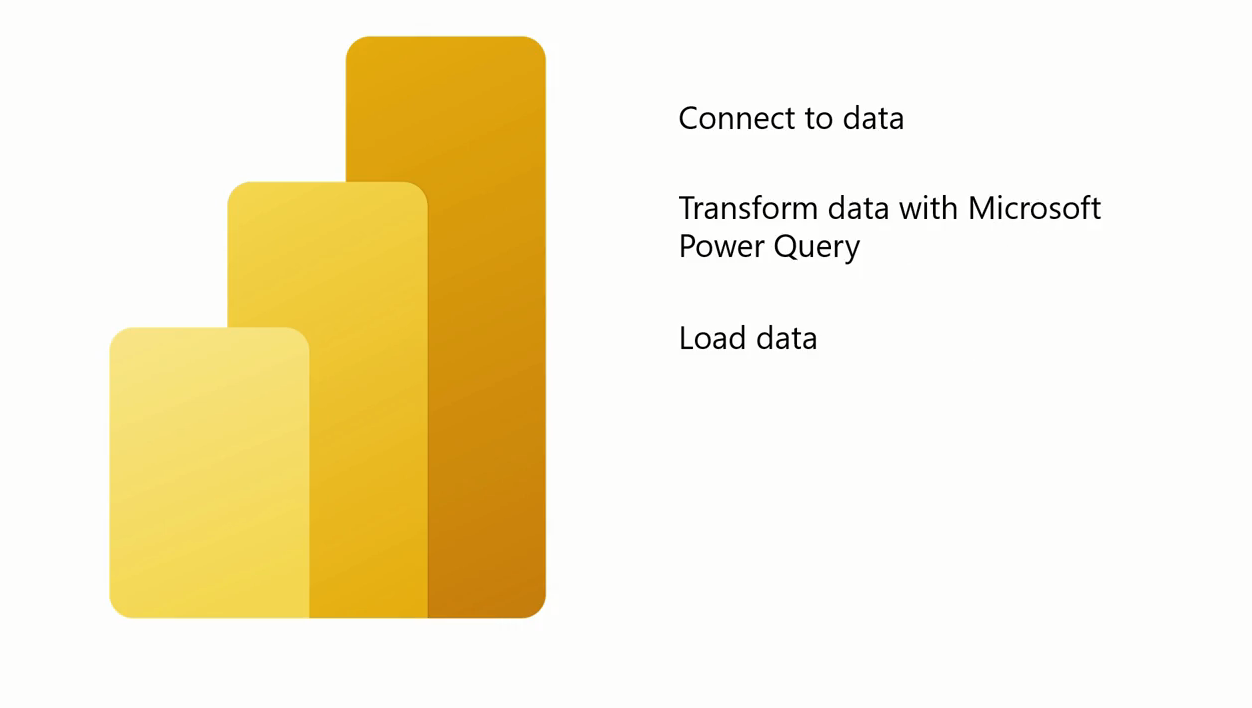 Connect to data
Transform data with Microsoft
Power Query
Load data